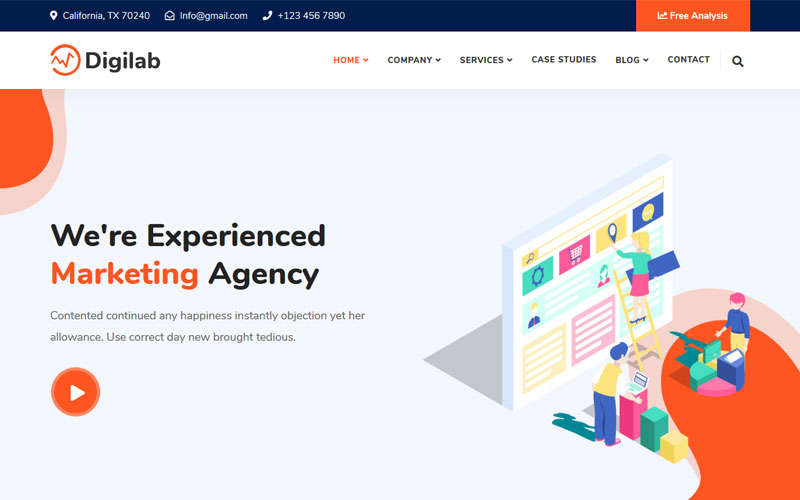 California, TX 70240 Info@gmail.com +123 456 7890 Free Analysis
Digilab HOME COMPANY SERVICES CASE STUDIES BLOG CONTACT
We're Experienced
Marketing Agency
Contented continued any happiness instantly objection yet her
allowance. Use correct day new brought tedious.